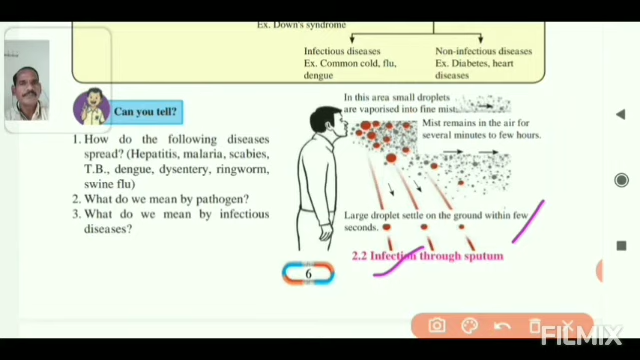 Ex. Down's syndrome
Infectious diseases
Ex. Common cold, flu,
dengue
Non-infectious diseases
Ex. Diabetes, heart
diseases
Can you tell?
1. How do the following diseases
spread? (Hepatitis, malaria, scabies,
T.B., dengue, dysentery, ringworm,
swine flu)
2. What do we mean by pathogen?
3. What do we mean by infectious
diseases?
In this area small droplets
are vaporised into fine mist.
Mist remains in the air for
several minutes to few hours.
Large droplet settle on the ground within few
seconds.
2.2 Infection through sputum
6
FILMIX